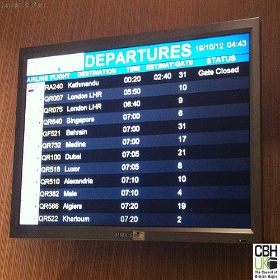 DEPARTURES 19/10/12 04:43
AIRLINE FLIGHT DESTINATION TIME ESTIMAT/GATE STATUS
RA240 Kathmandu 00:20 02:40 31 Gate Closed
QR007 London LHR 05:50 10
QR075 London LHR 06:40 9
QR640 Singapore 07:00 6
GF521 Bahrain 07:00 31
QR732 Medina 07:00 17
QR100 Dubai 07:05 21
QR518 Luxor 07:05 8
QR510 Alexandria 07:10 10
QR382 Male 07:10 4
QR566 Algiers 07:20 19
QR522 Khartoum 07:20 2
CBH
UK